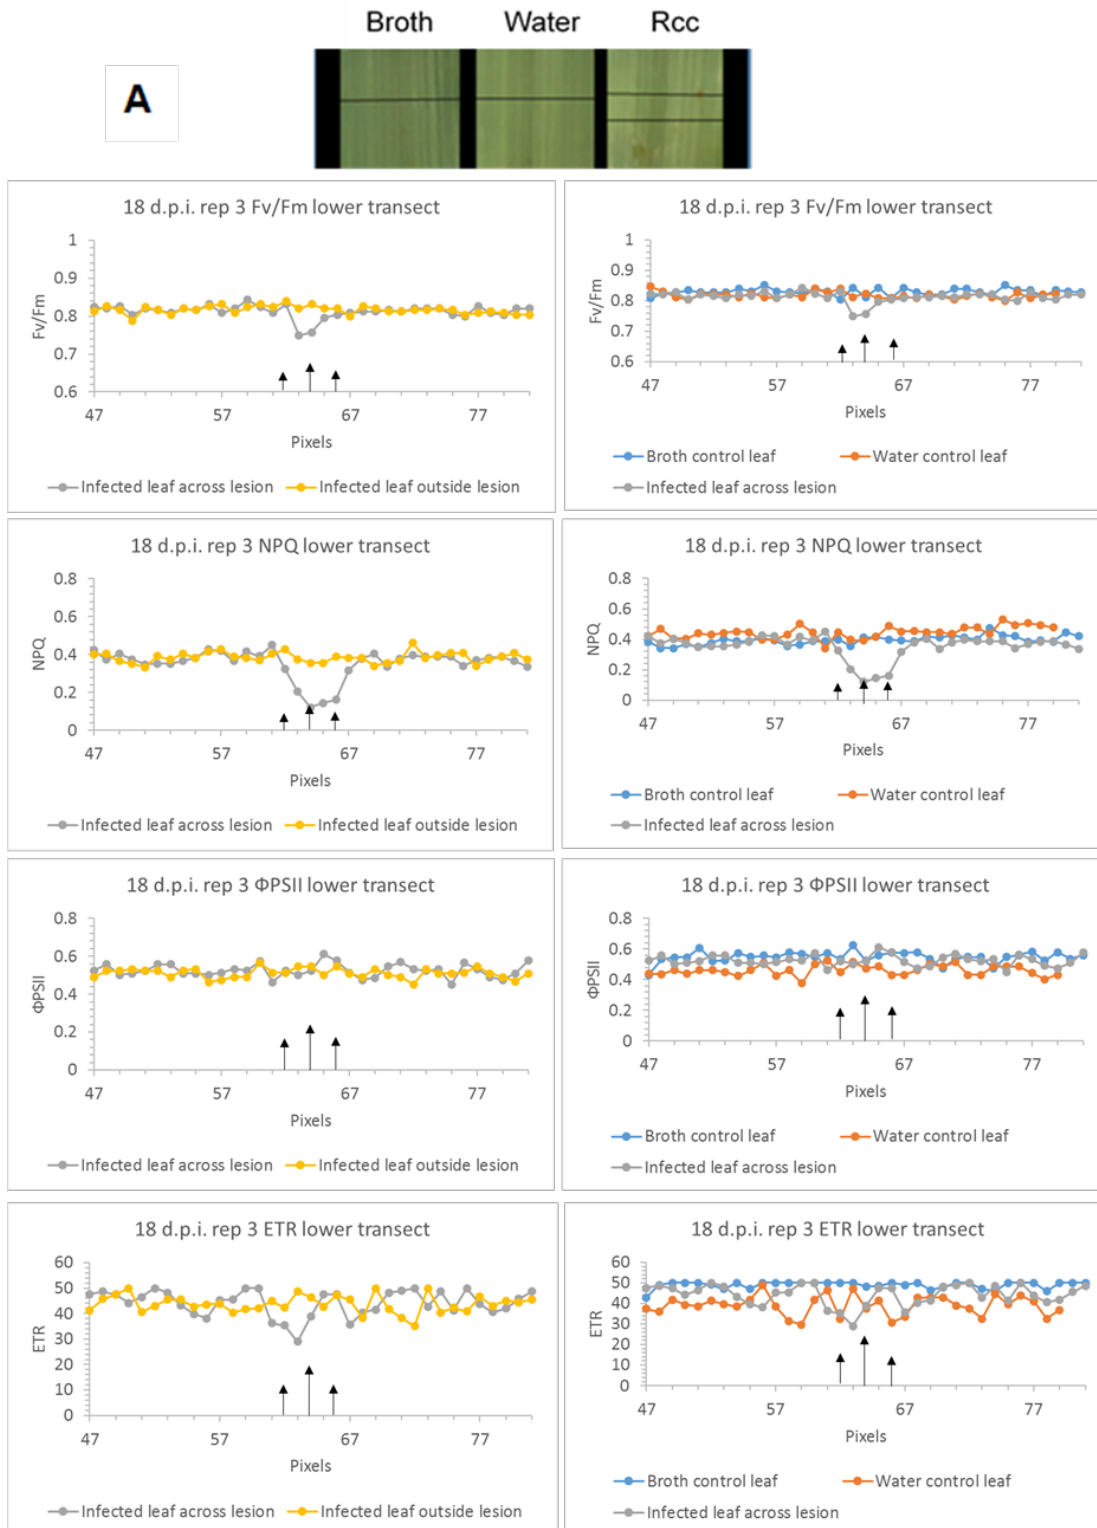 Broth Water Rcc
A
18 d.p.i. rep 3 Fv/Fm lower transect
1
0.9
0.8
0.7
0.6
Fv/Fm
47 57 67 77
Pixels
Infected leaf across lesion Infected leaf outside lesion
18 d.p.i. rep 3 Fv/Fm lower transect
1
0.9
0.8
0.7
0.6
Fv/Fm
47 57 67 77
Pixels
Broth control leaf Water control leaf
Infected leaf across lesion
18 d.p.i. rep 3 NPQ lower transect
0.8
0.6
0.4
0.2
0
NPQ
47 57 67 77
Pixels
Infected leaf across lesion Infected leaf outside lesion
18 d.p.i. rep 3 NPQ lower transect
0.8
0.6
0.4
0.2
0
NPQ
47 57 67 77
Pixels
Broth control leaf Water control leaf
Infected leaf across lesion
18 d.p.i. rep 3 ΦPSII lower transect
0.8
0.6
0.4
0.2
0
ΦPSII
47 57 67 77
Pixels
Infected leaf across lesion Infected leaf outside lesion
18 d.p.i. rep 3 ΦPSII lower transect
0.8
0.6
0.4
0.2
0
ΦPSII
47 57 67 77
Pixels
Broth control leaf Water control leaf
Infected leaf across lesion
18 d.p.i. rep 3 ETR lower transect
60
50
40
30
20
10
0
ETR
47 57 67 77
Pixels
Infected leaf across lesion Infected leaf outside lesion
18 d.p.i. rep 3 ETR lower transect
60
50
40
30
20
10
0
ETR
47 57 67 77
Pixels
Broth control leaf Water control leaf
Infected leaf across lesion